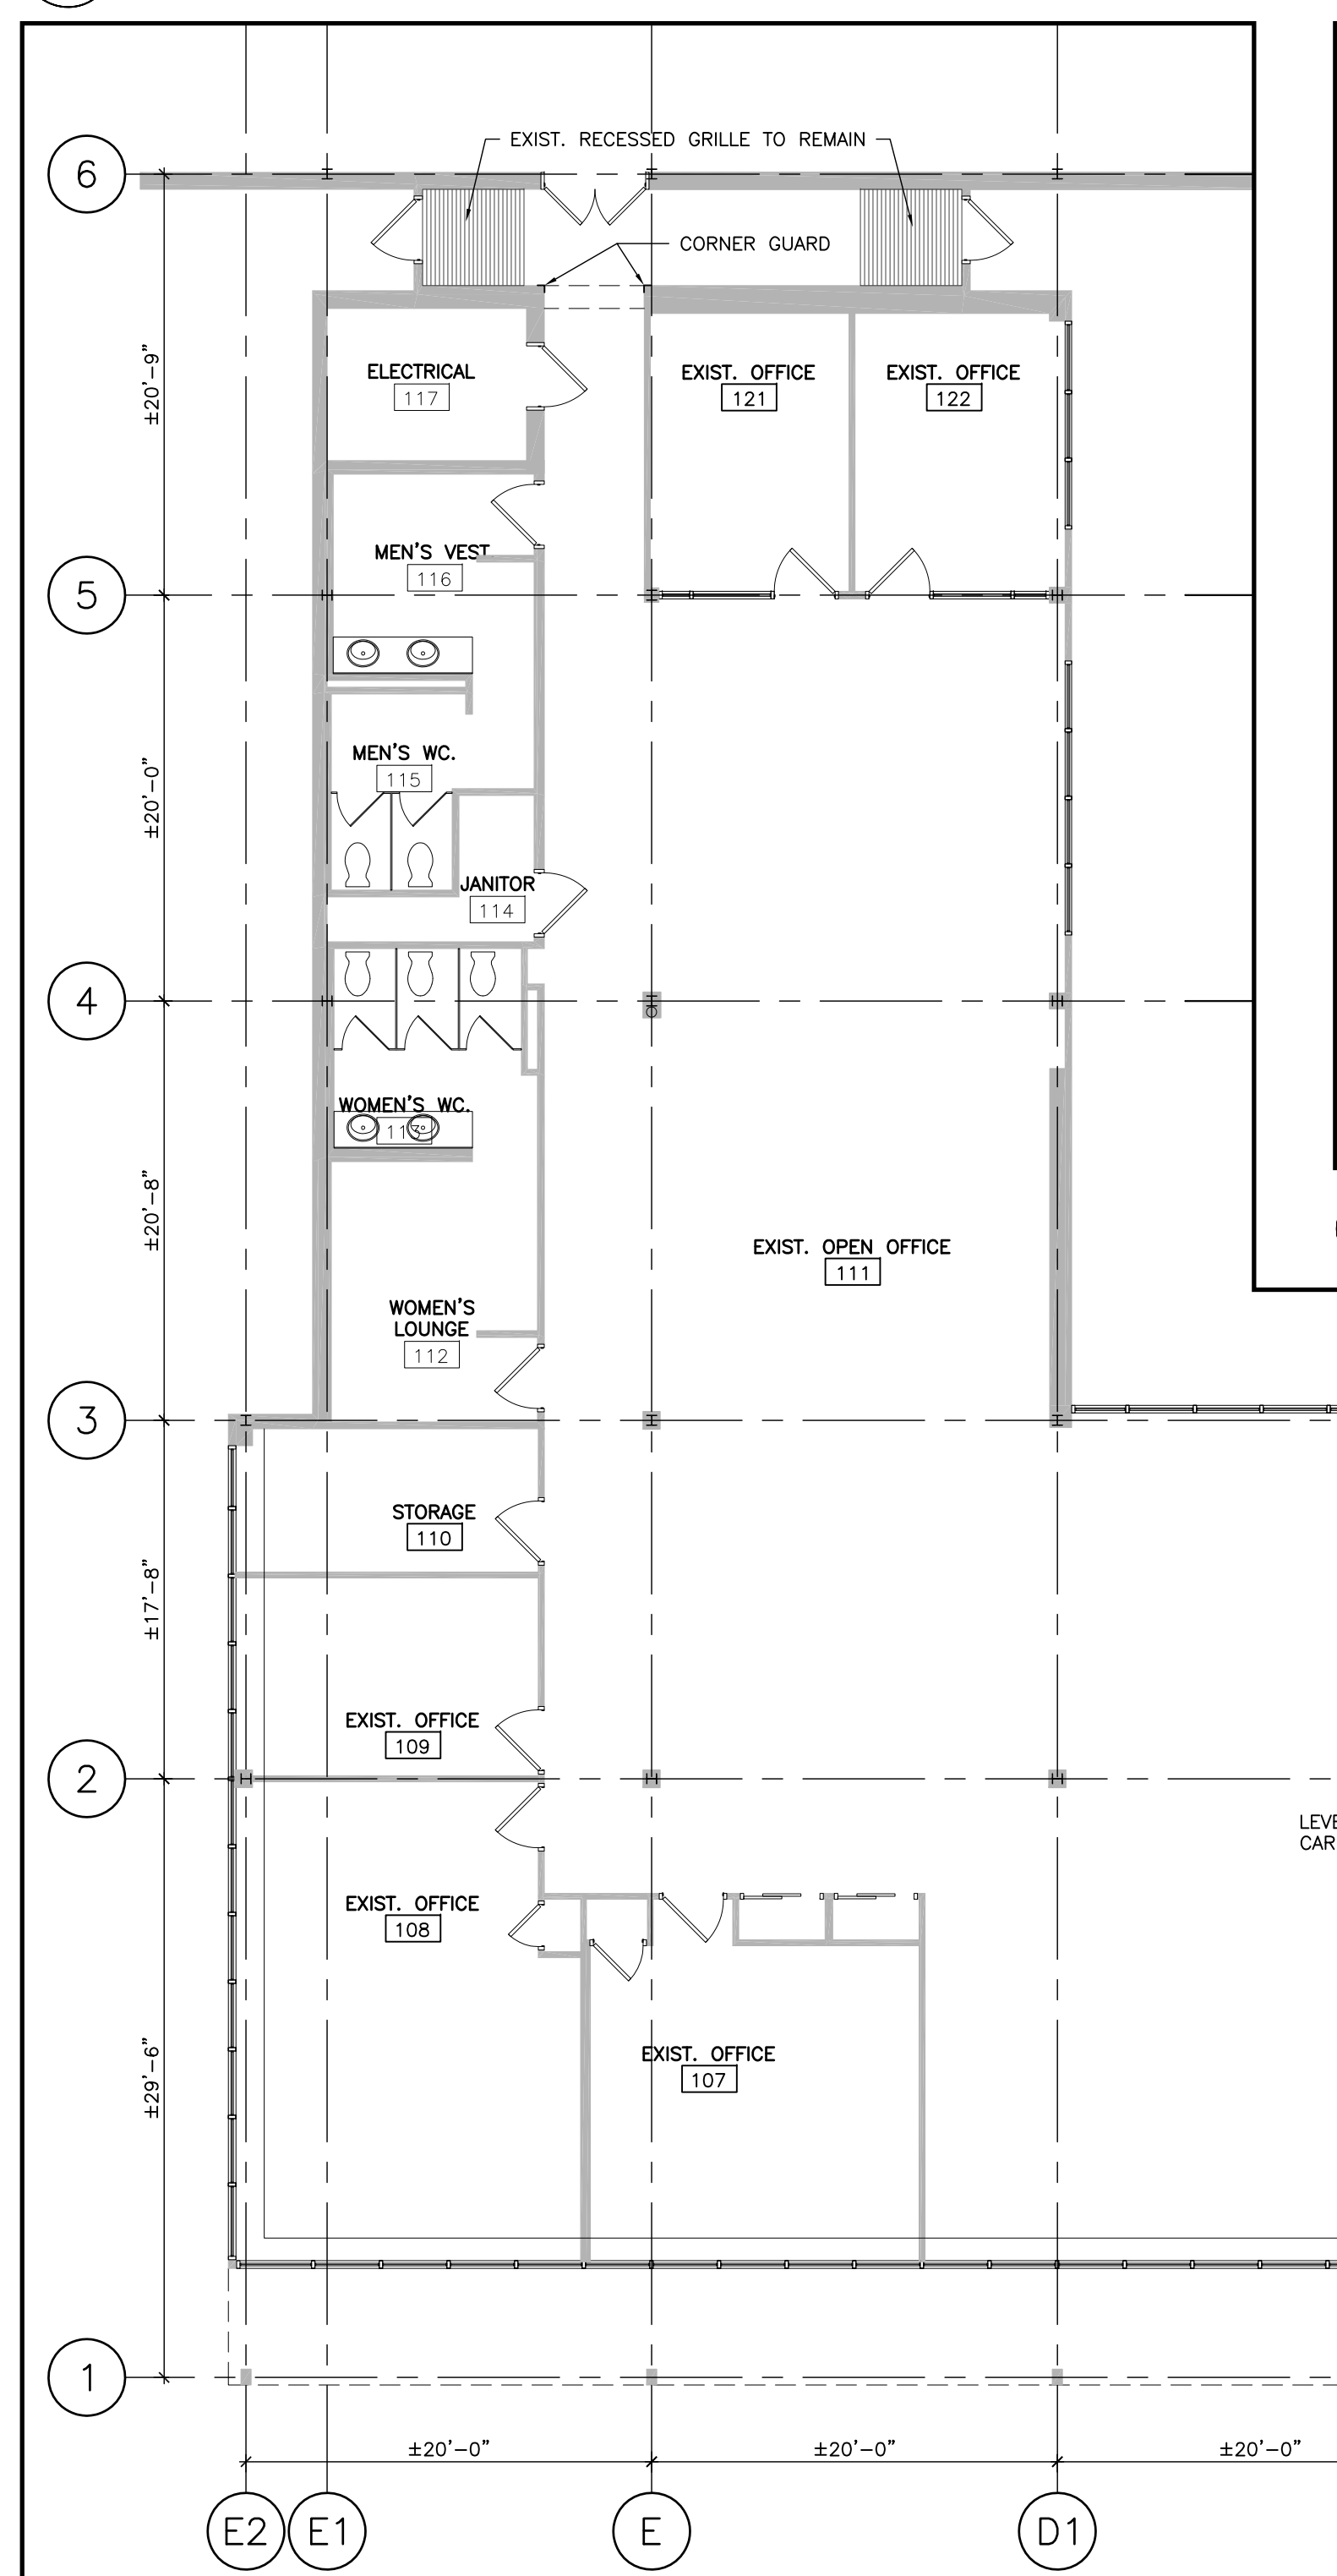 EXIST. RECESSED GRILLE TO REMAIN
6
CORNER GUARD
±20'-9"
ELECTRICAL
117
EXIST. OFFICE
121
EXIST. OFFICE
122
MEN'S VEST
116
5
MEN'S WC.
115
±20'-0"
JANITOR
114
4
WOMEN'S WC.
113
±20'-8"
EXIST. OPEN OFFICE
111
WOMEN'S
LOUNGE
112
3
STORAGE
110
±17'-8"
EXIST. OFFICE
109
2
LEVE
CAR
EXIST. OFFICE
108
EXIST. OFFICE
107
±29'-6"
1
±20'-0"
±20'-0"
±20'-0"
E2
E1
E
D1